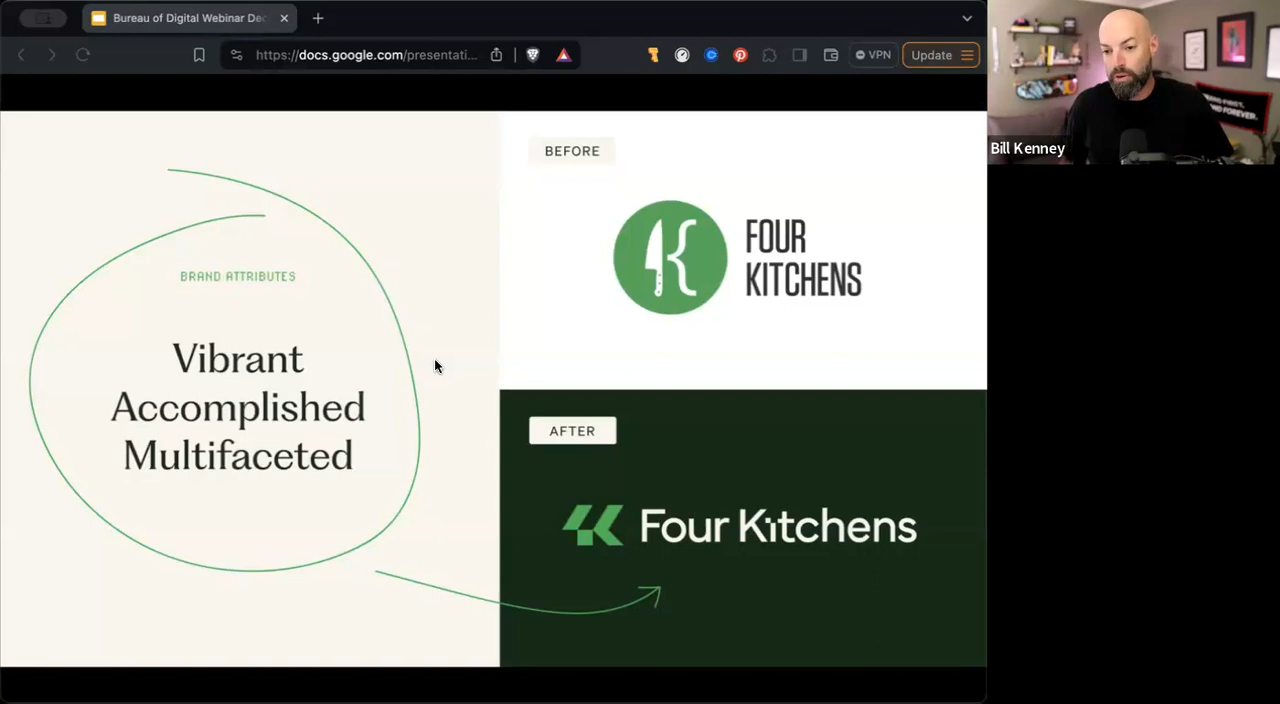 Bureau of Digital Webinar Dec
https://docs.google.com/presentati...
VPN
Update
BRAND ATTRIBUTES
Vibrant
Accomplished
Multifaceted
BEFORE
FOUR
KITCHENS
AFTER
Four Kitchens
Bill Kenney